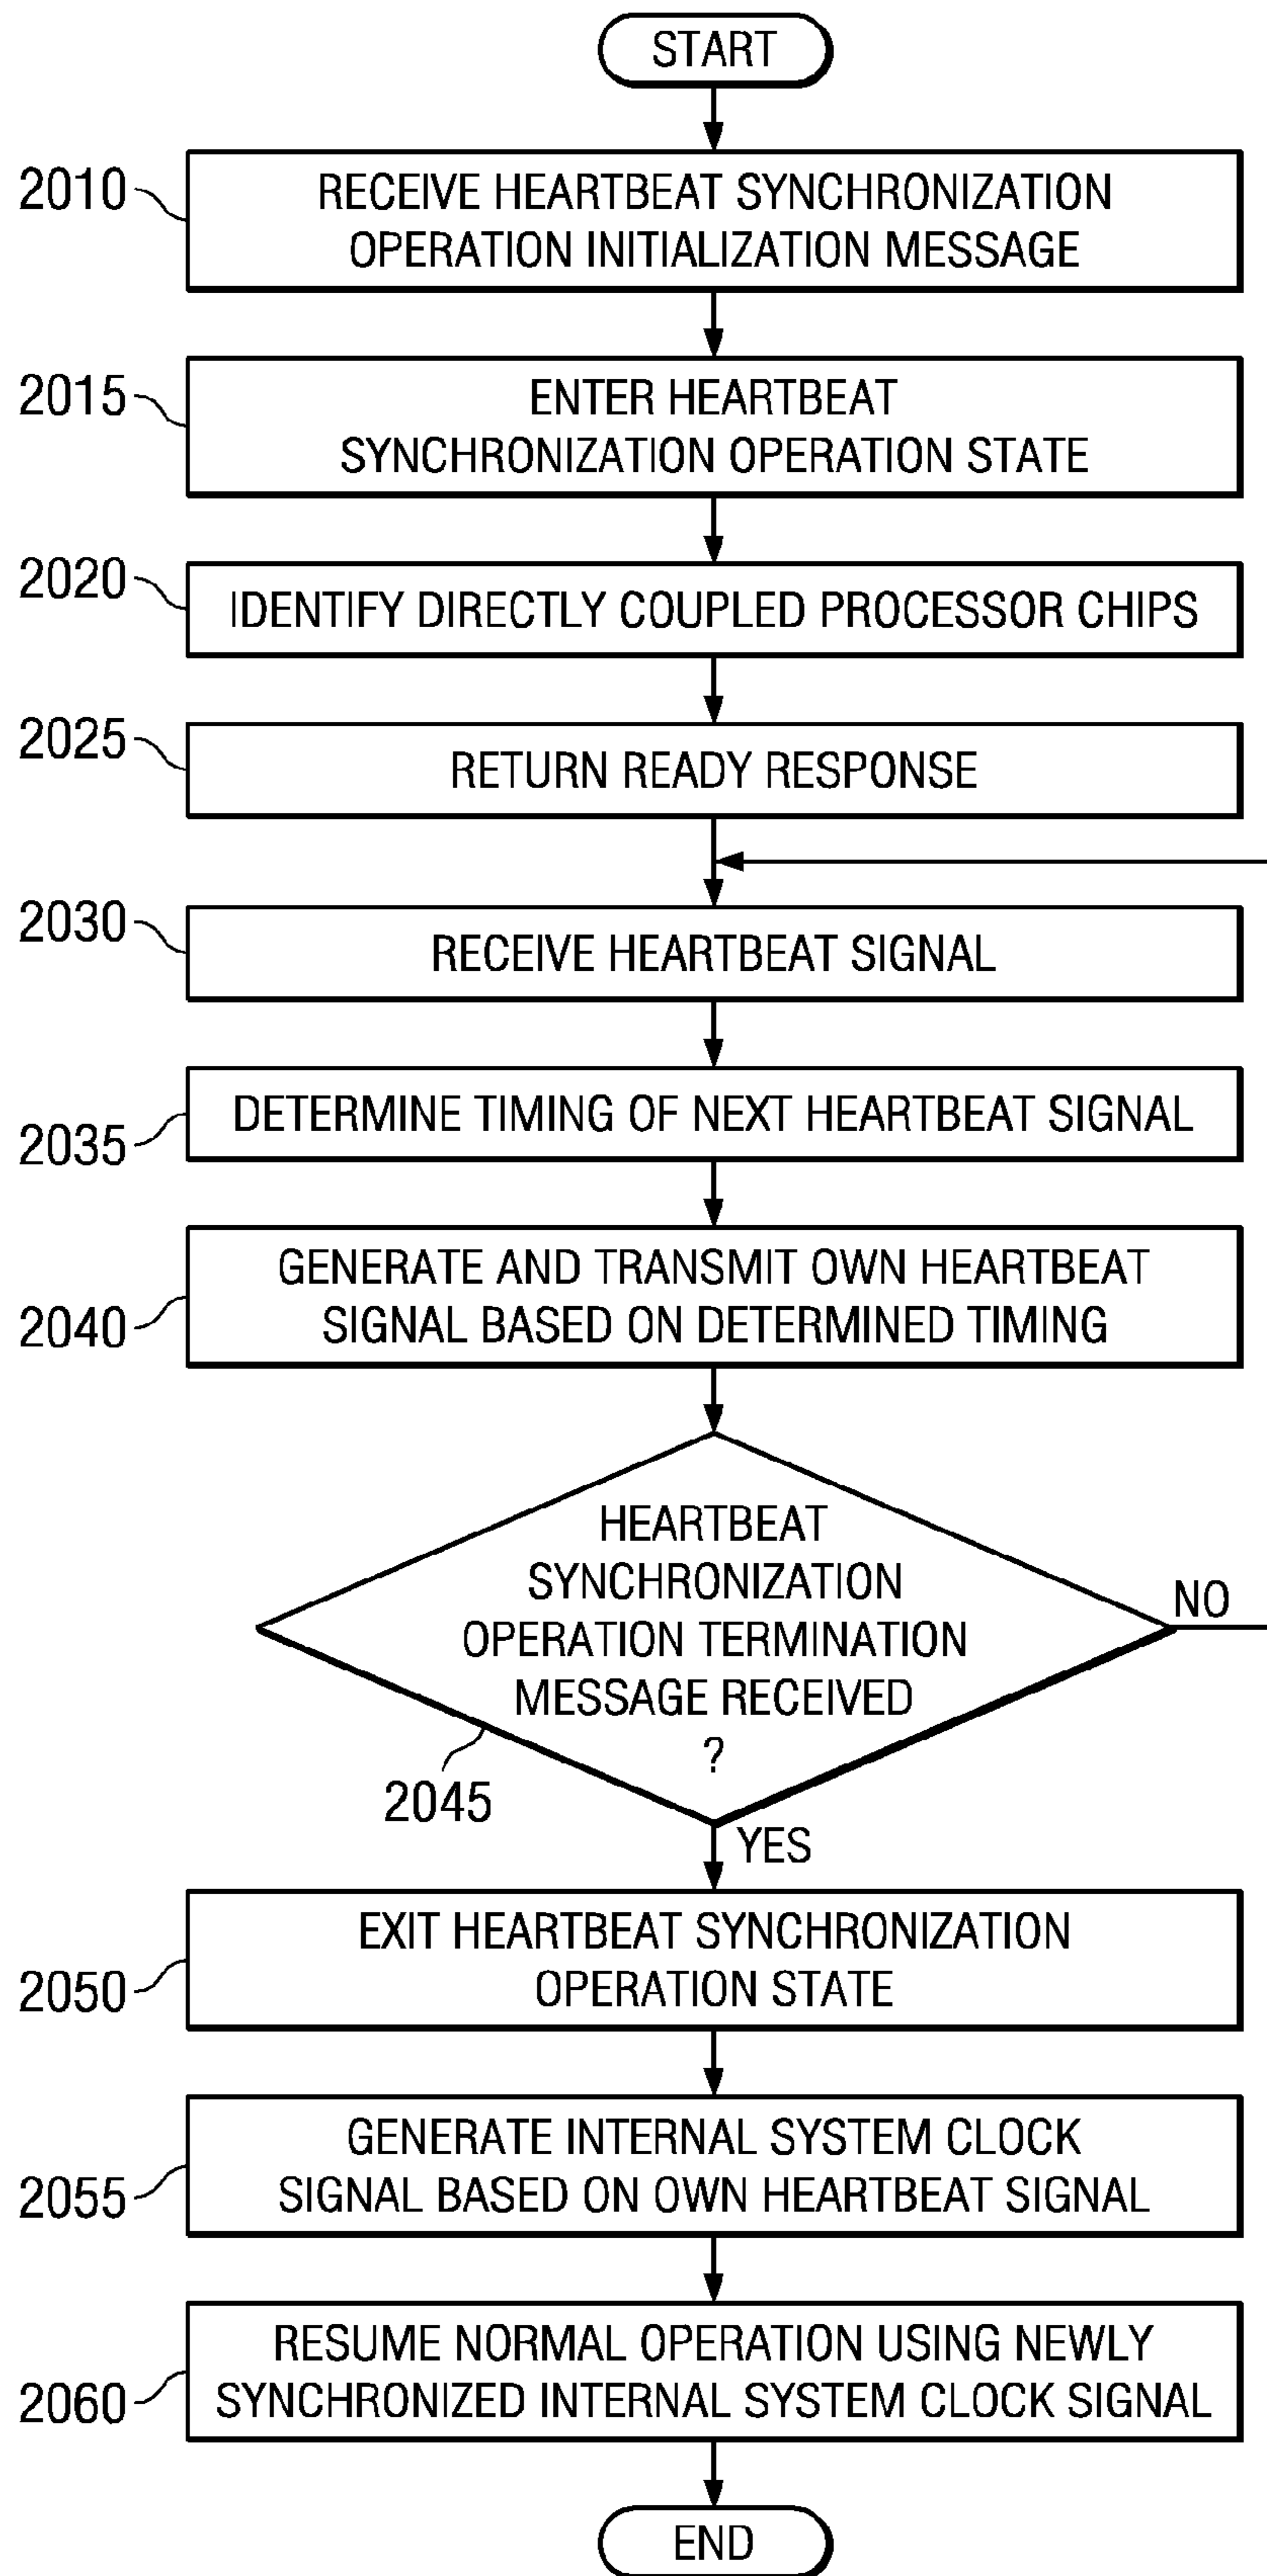 START
2010
RECEIVE HEARTBEAT SYNCHRONIZATION
OPERATION INITIALIZATION MESSAGE
2015
ENTER HEARTBEAT
SYNCHRONIZATION OPERATION STATE
2020
IDENTIFY DIRECTLY COUPLED PROCESSOR CHIPS
2025
RETURN READY RESPONSE
2030
RECEIVE HEARTBEAT SIGNAL
2035
DETERMINE TIMING OF NEXT HEARTBEAT SIGNAL
2040
GENERATE AND TRANSMIT OWN HEARTBEAT
SIGNAL BASED ON DETERMINED TIMING
HEARTBEAT
SYNCHRONIZATION
OPERATION TERMINATION
MESSAGE RECEIVED
?
NO
2045
YES
2050
EXIT HEARTBEAT SYNCHRONIZATION
OPERATION STATE
2055
GENERATE INTERNAL SYSTEM CLOCK
SIGNAL BASED ON OWN HEARTBEAT SIGNAL
2060
RESUME NORMAL OPERATION USING NEWLY
SYNCHRONIZED INTERNAL SYSTEM CLOCK SIGNAL
END